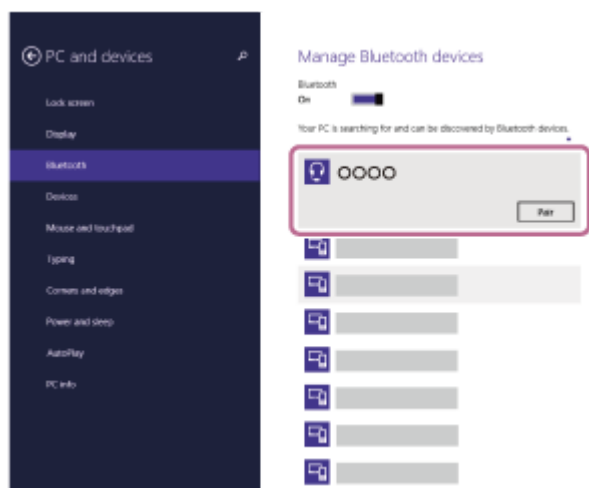 PC and devices
Lock screen
Display
Bluetooth
Devices
Mouse and touchpad
Typing
Corners and edges
Power and sleep
AutoPlay
PC info
Manage Bluetooth devices
Bluetooth
On
Your PC is searching for and can be discovered by Bluetooth devices.
OOOO
Pair